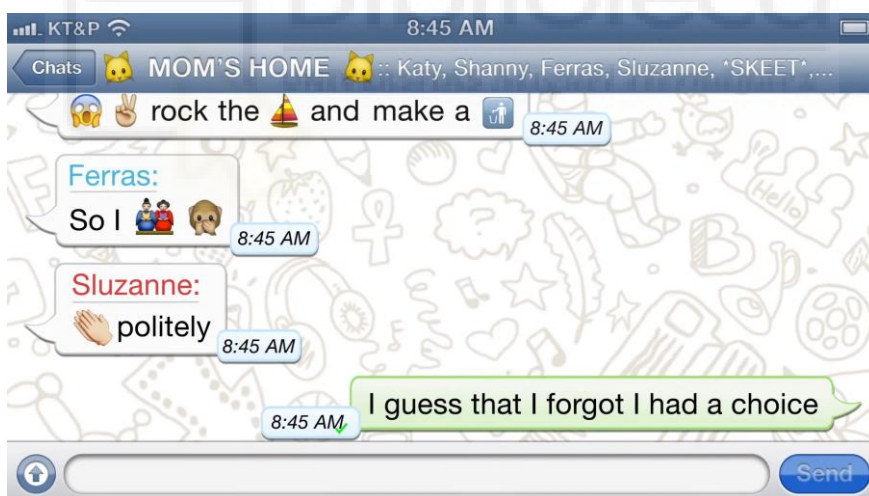 Biblioteca
KT&P 8:45 AM
Chats 🐱 MOM'S HOME 🐱 :: Katy, Shanny, Ferras, Sluzanne, *SKEET*,...
😱 ✌ rock the ⛵ and make a 🚮 8:45 AM
Ferras:
So I 🎎 🙊 8:45 AM
Sluzanne:
👏 politely 8:45 AM
I guess that I forgot I had a choice
8:45 AM
Hello
B
Send